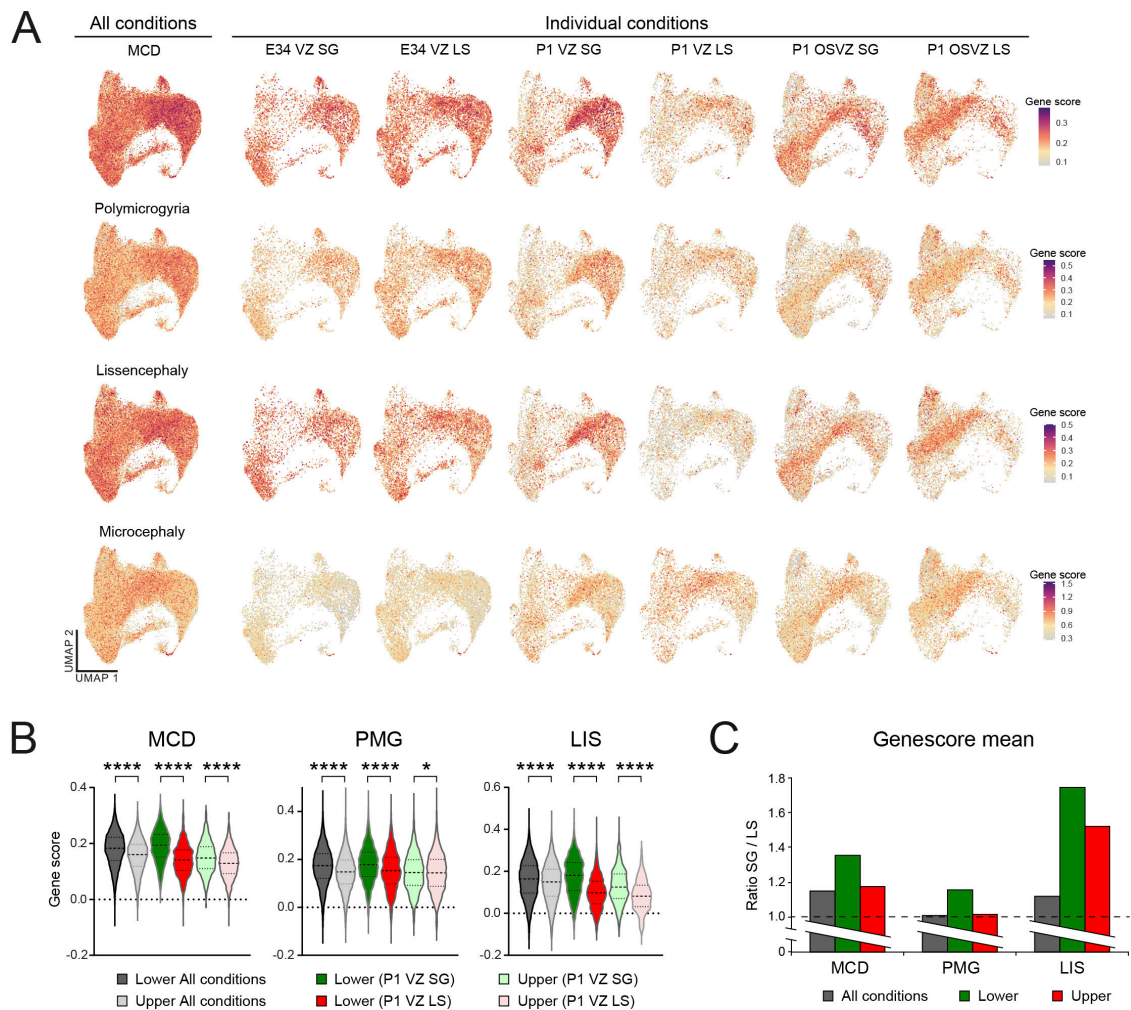 A
All conditions
Individual conditions
MCD
E34 VZ SG
E34 VZ LS
P1 VZ SG
P1 VZ LS
P1 OSVZ SG
P1 OSVZ LS
Gene score
0.3
0.2
0.1
Polymicrogyria
Gene score
0.5
0.4
0.3
0.2
0.1
Lissencephaly
Gene score
0.5
0.4
0.3
0.2
0.1
Microcephaly
Gene score
1.5
1.2
0.9
0.6
0.3
UMAP 2
UMAP 1
B
MCD
PMG
LIS
**** **** ****
**** **** *
**** **** ****
Gene score
0.4
0.2
0.0
-0.2
0.4
0.2
0.0
-0.2
0.6
0.4
0.2
0.0
-0.2
Lower All conditions
Lower (P1 VZ SG)
Upper (P1 VZ SG)
Upper All conditions
Lower (P1 VZ LS)
Upper (P1 VZ LS)
C
Genescore mean
Ratio SG / LS
1.8
1.6
1.4
1.2
1.0
0
MCD
PMG
LIS
All conditions
Lower
Upper